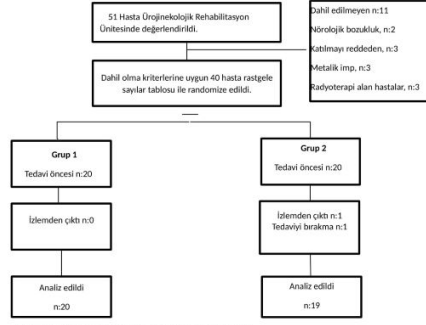 51 Hasta Ürojinekolojik Rehabilitasyon
Ünitesinde değerlendirildi.
Dahil edilmeyen n:11
Nörolojik bozukluk, n:2
Katılmayı reddeden, n:3
Metalik imp, n:3
Radyoterapi alan hastalar, n:3
Dahil olma kriterlerine uygun 40 hasta rastgele
sayılar tablosu ile randomize edildi.
Grup 1
Tedavi öncesi n:20
Grup 2
Tedavi öncesi n:20
İzlemden çıktı n:0
İzlemden çıktı n:1
Tedaviyi bırakma n:1
Analiz edildi
n:20
Analiz edildi
n:19